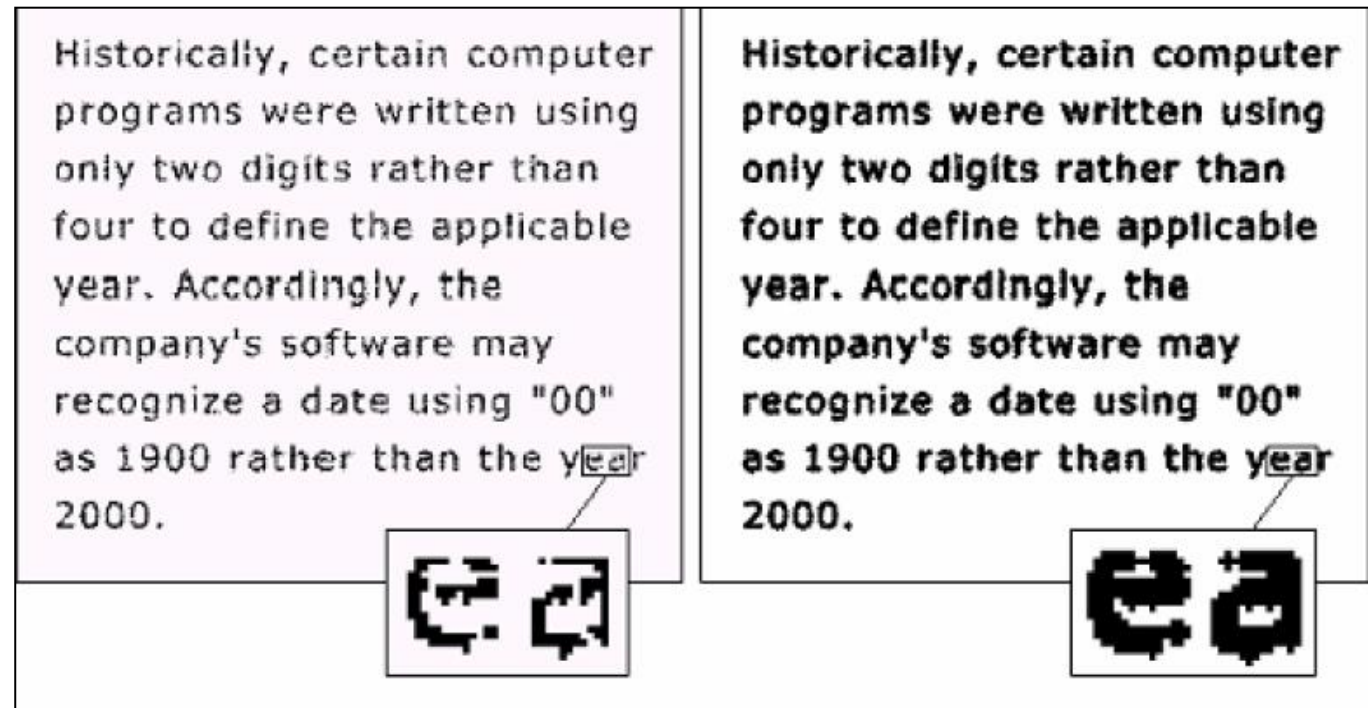 Historically, certain computer
programs were written using
only two digits rather than
four to define the applicable
year. Accordingly, the
company's software may
recognize a date using "00"
as 1900 rather than the year
2000.
e a
Historically, certain computer
programs were written using
only two digits rather than
four to define the applicable
year. Accordingly, the
company's software may
recognize a date using "00"
as 1900 rather than the year
2000.
e a